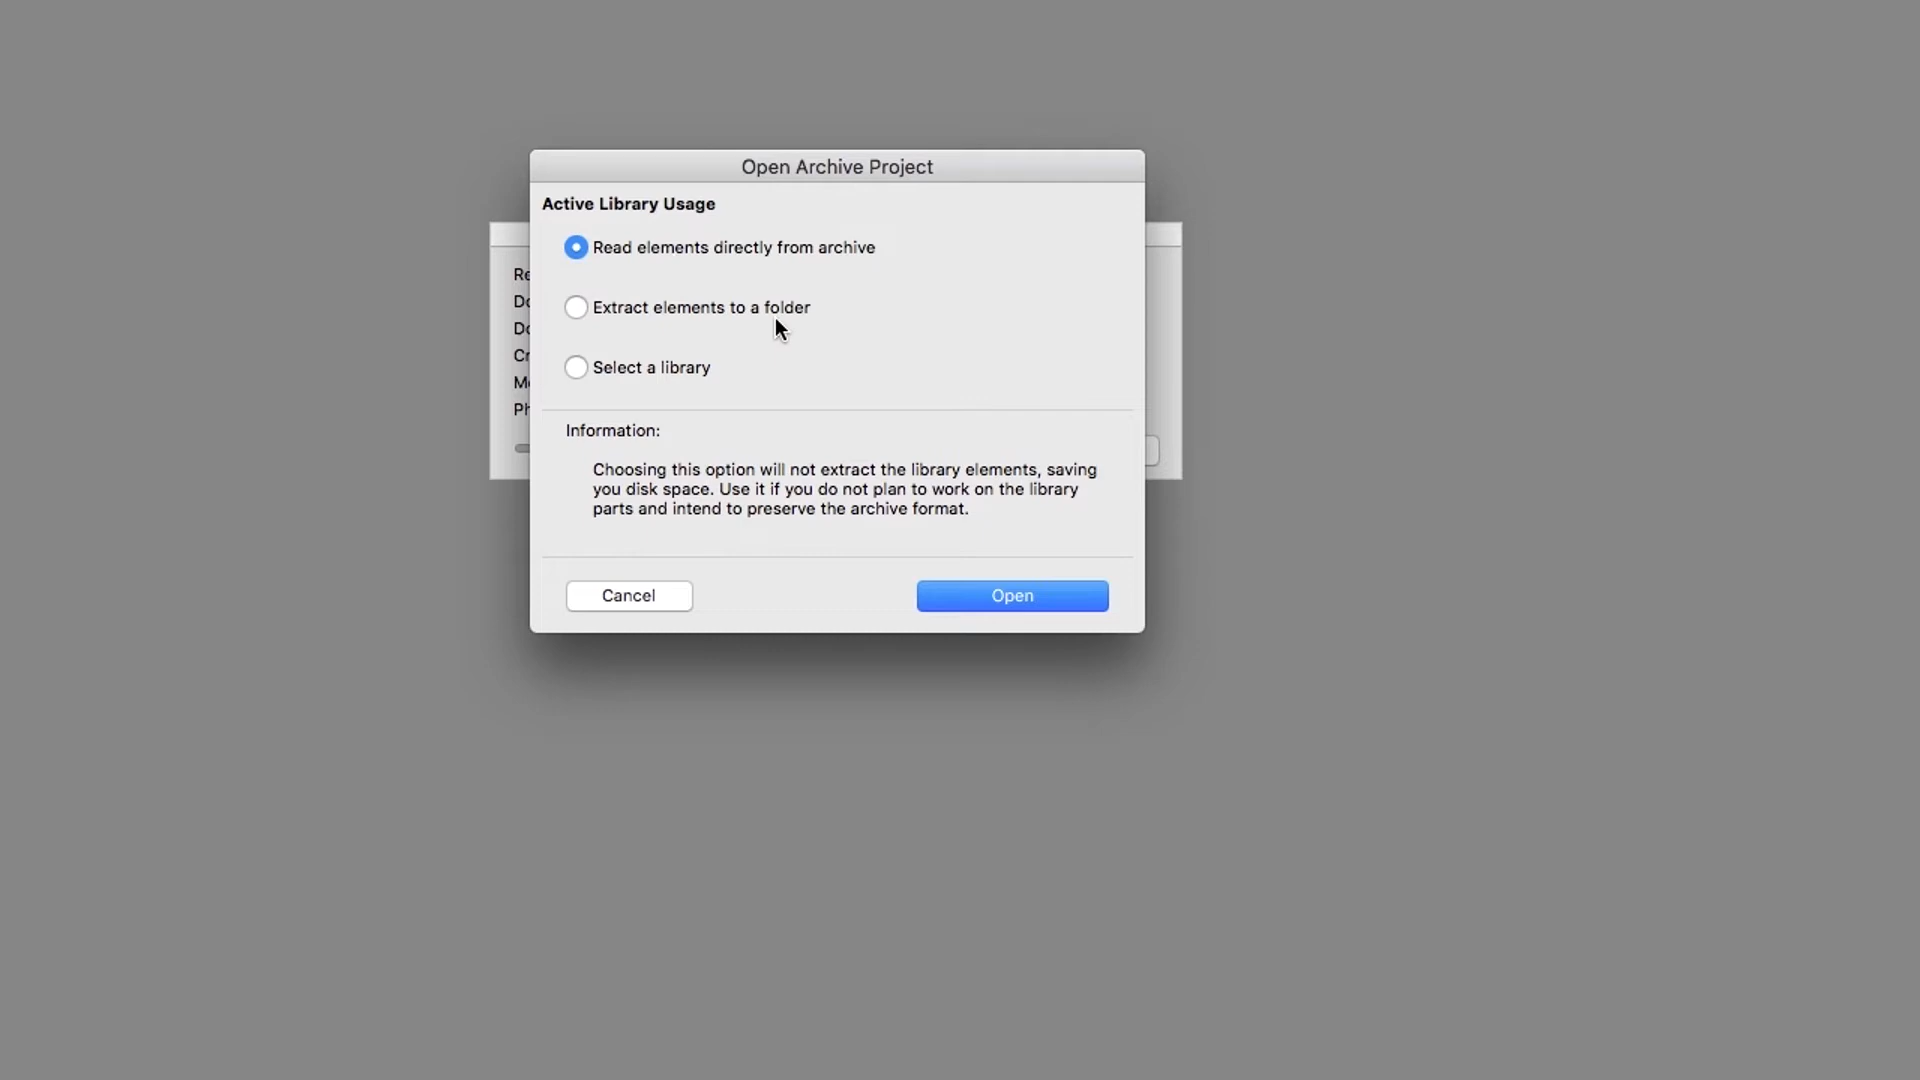 Open Archive Project
Active Library Usage
Read elements directly from archive
Extract elements to a folder
Select a library
Information:
Choosing this option will not extract the library elements, saving
you disk space. Use it if you do not plan to work on the library
parts and intend to preserve the archive format.
Cancel
Open